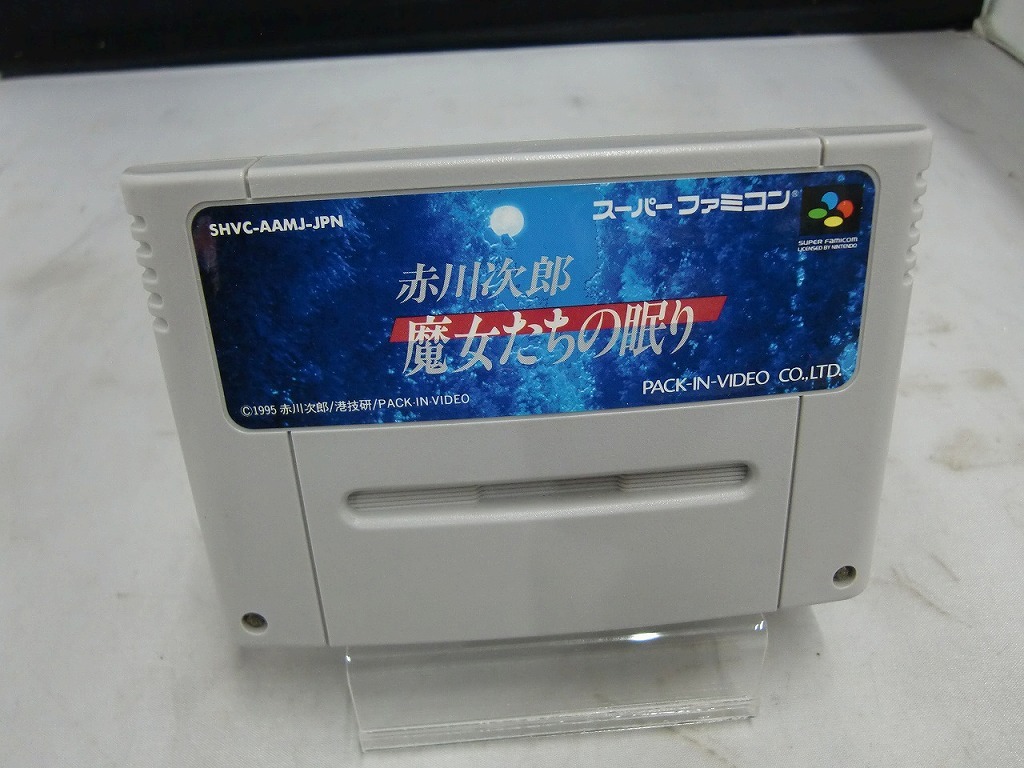 SHVC-AAMJ-JPN
スーパーファミコン®
SUPER FAMICOM
LICENSED BY NINTENDO
赤川次郎
魔女たちの眠り
PACK-IN-VIDEO CO.,LTD.
©1995 赤川次郎/港技研/PACK-IN-VIDEO